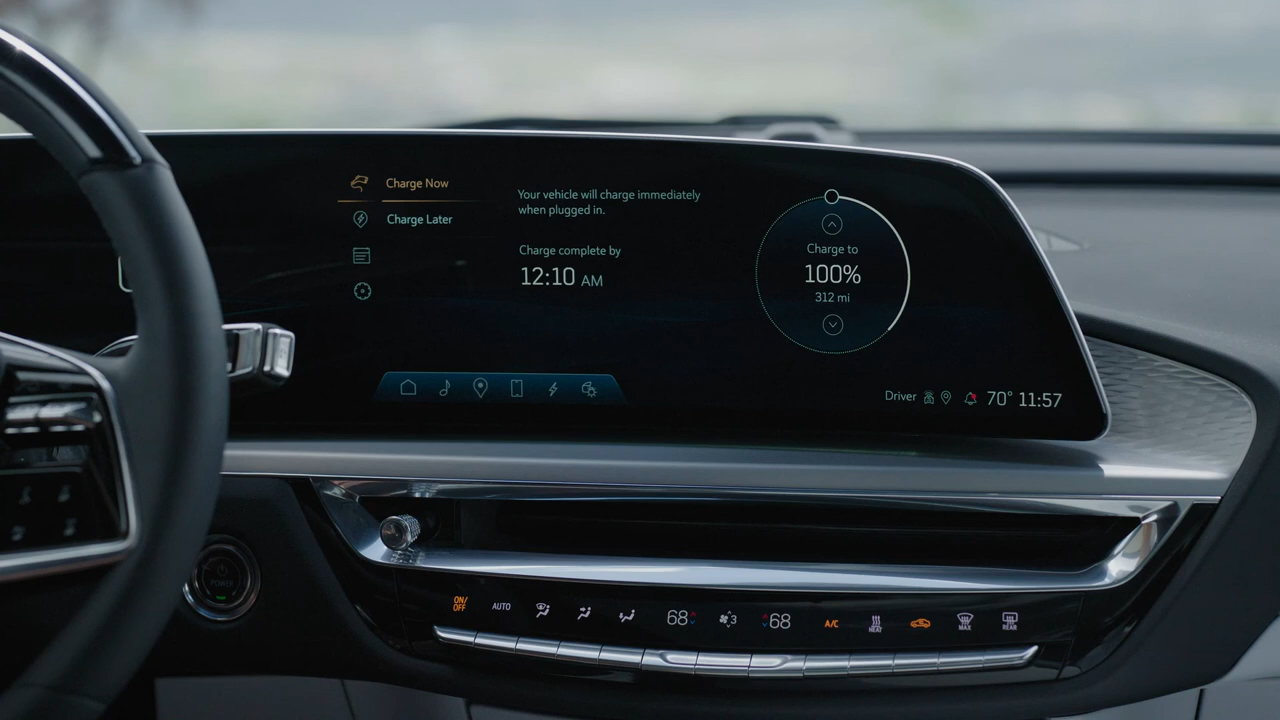 Charge Now
Charge Later
Your vehicle will charge immediately
when plugged in.
Charge complete by
12:10 AM
Charge to
100%
312 mi
Driver 70° 11:57
POWER
ON/
OFF
AUTO
68
3
68
A/C
HEAT
MAX
REAR